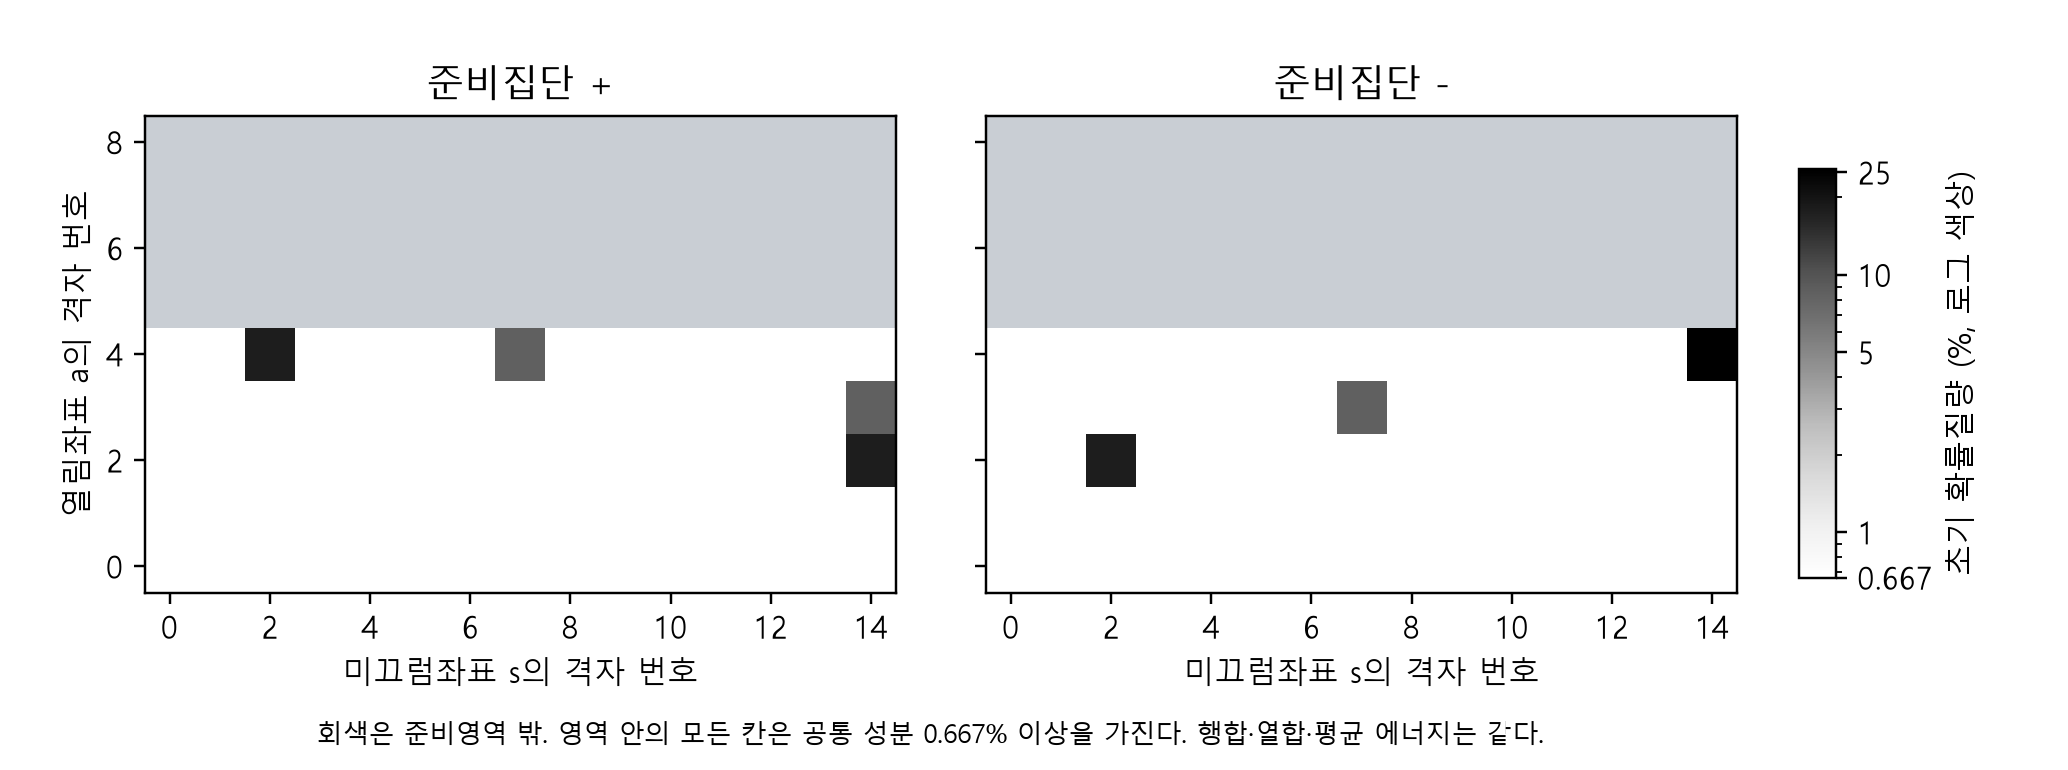 준비집단 +
준비집단 -
열림좌표 a의 격자 번호
8
6
4
2
0
0 2 4 6 8 10 12 14
미끄럼좌표 s의 격자 번호
0 2 4 6 8 10 12 14
미끄럼좌표 s의 격자 번호
25
10
5
1
0.667
초기 확률질량 (%, 로그 색상)
회색은 준비영역 밖. 영역 안의 모든 칸은 공통 성분 0.667% 이상을 가진다. 행합·열합·평균 에너지는 같다.